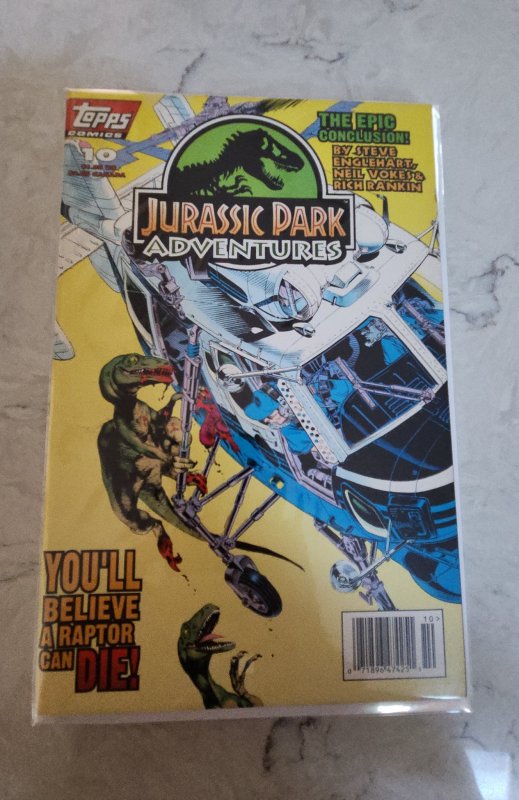 TOPPS
COMICS
10
JURASSIC PARK
ADVENTURES
THE EPIC
CONCLUSION!
BY STEVE
ENGLEHART,
NEIL VOKES &
RICH RANKIN
YOU'LL
BELIEVE
A RAPTOR
CAN DIE!
10>